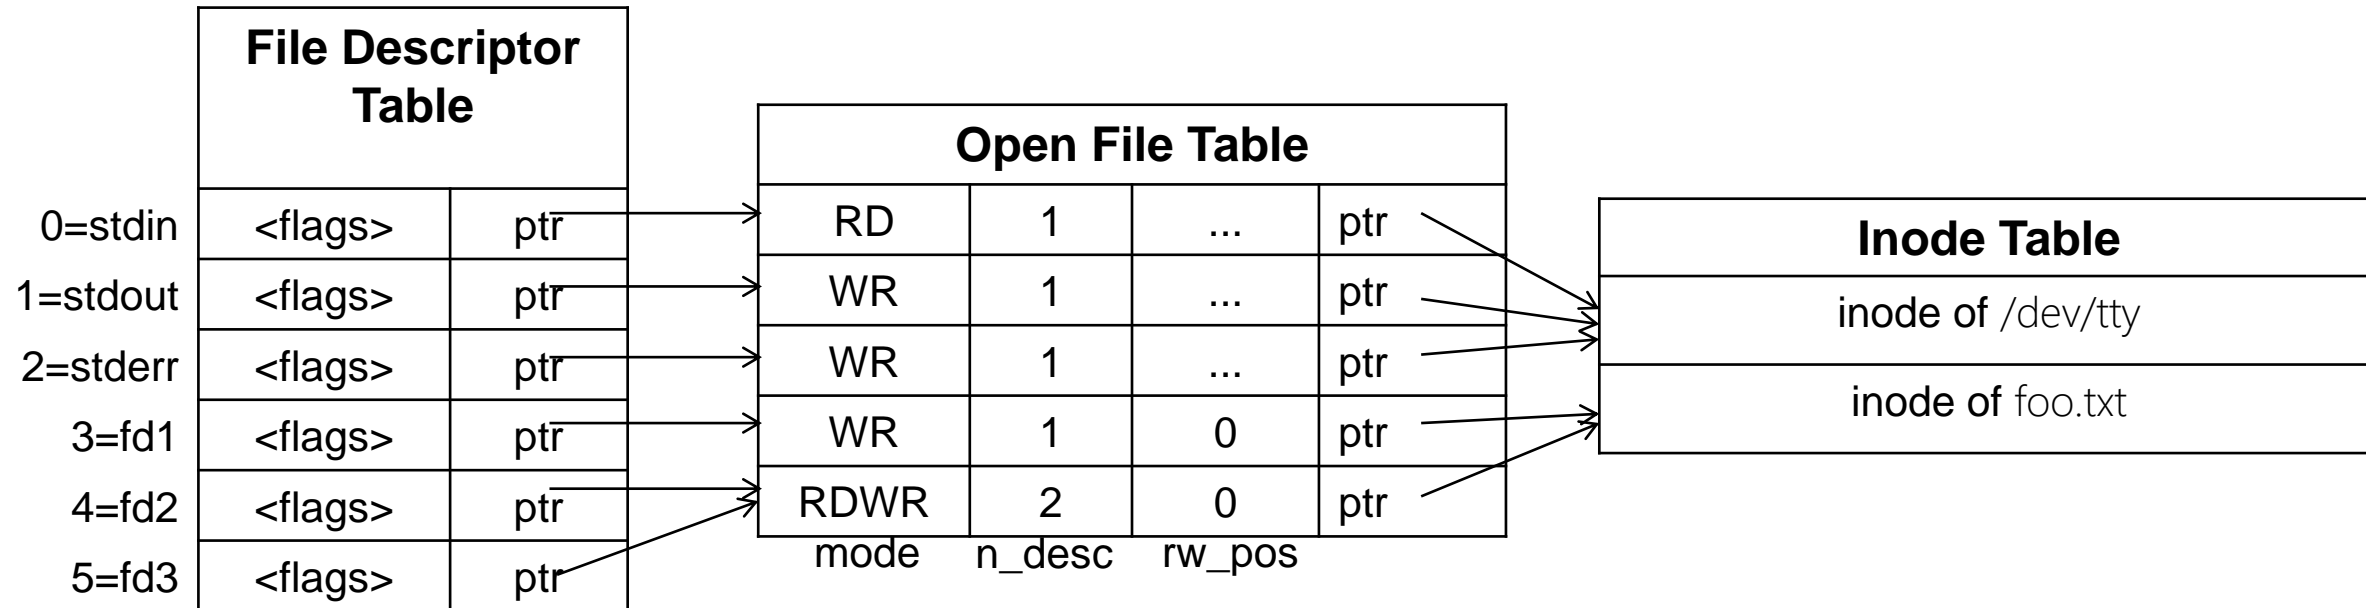 File Descriptor
Table
Open File Table
Inode Table
0=stdin <flags> ptr RD 1 ... ptr
1=stdout <flags> ptr WR 1 ... ptr inode of /dev/tty
2=stderr <flags> ptr WR 1 ... ptr
3=fd1 <flags> ptr WR 1 0 ptr inode of foo.txt
4=fd2 <flags> ptr RDWR 2 0 ptr
mode n_desc rw_pos
5=fd3 <flags> ptr